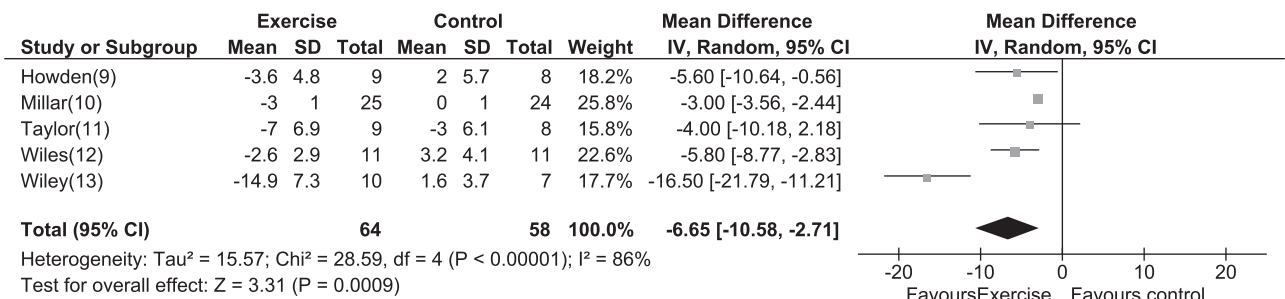 Exercise Control Mean Difference Mean Difference
Study or Subgroup Mean SD Total Mean SD Total Weight IV, Random, 95% CI IV, Random, 95% CI
Howden(9) -3.6 4.8 9 2 5.7 8 18.2% -5.60 [-10.64, -0.56]
Millar(10) -3 1 25 0 1 24 25.8% -3.00 [-3.56, -2.44]
Taylor(11) -7 6.9 9 -3 6.1 8 15.8% -4.00 [-10.18, 2.18]
Wiles(12) -2.6 2.9 11 3.2 4.1 11 22.6% -5.80 [-8.77, -2.83]
Wiley(13) -14.9 7.3 10 1.6 3.7 7 17.7% -16.50 [-21.79, -11.21]
Total (95% CI) 64 58 100.0% -6.65 [-10.58, -2.71]
Heterogeneity: Tau² = 15.57; Chi² = 28.59, df = 4 (P < 0.00001); I² = 86%
Test for overall effect: Z = 3.31 (P = 0.0009)
-20 -10 0 10 20
FavoursExercise Favours control